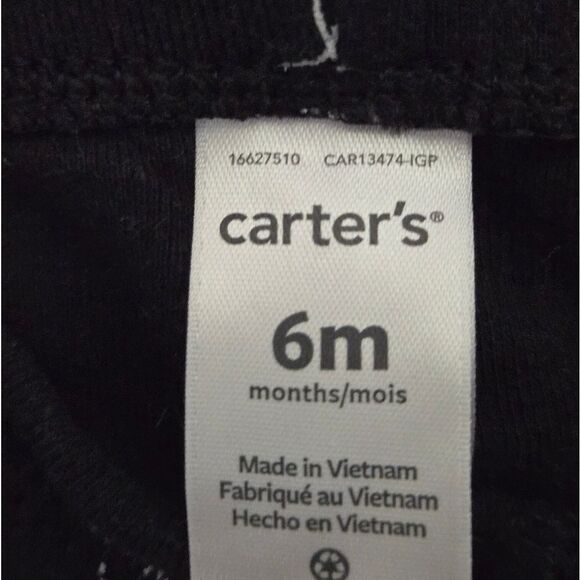 16627510 CAR13474-IGP
carter's®
6m
months/mois
Made in Vietnam
Fabriqué au Vietnam
Hecho en Vietnam